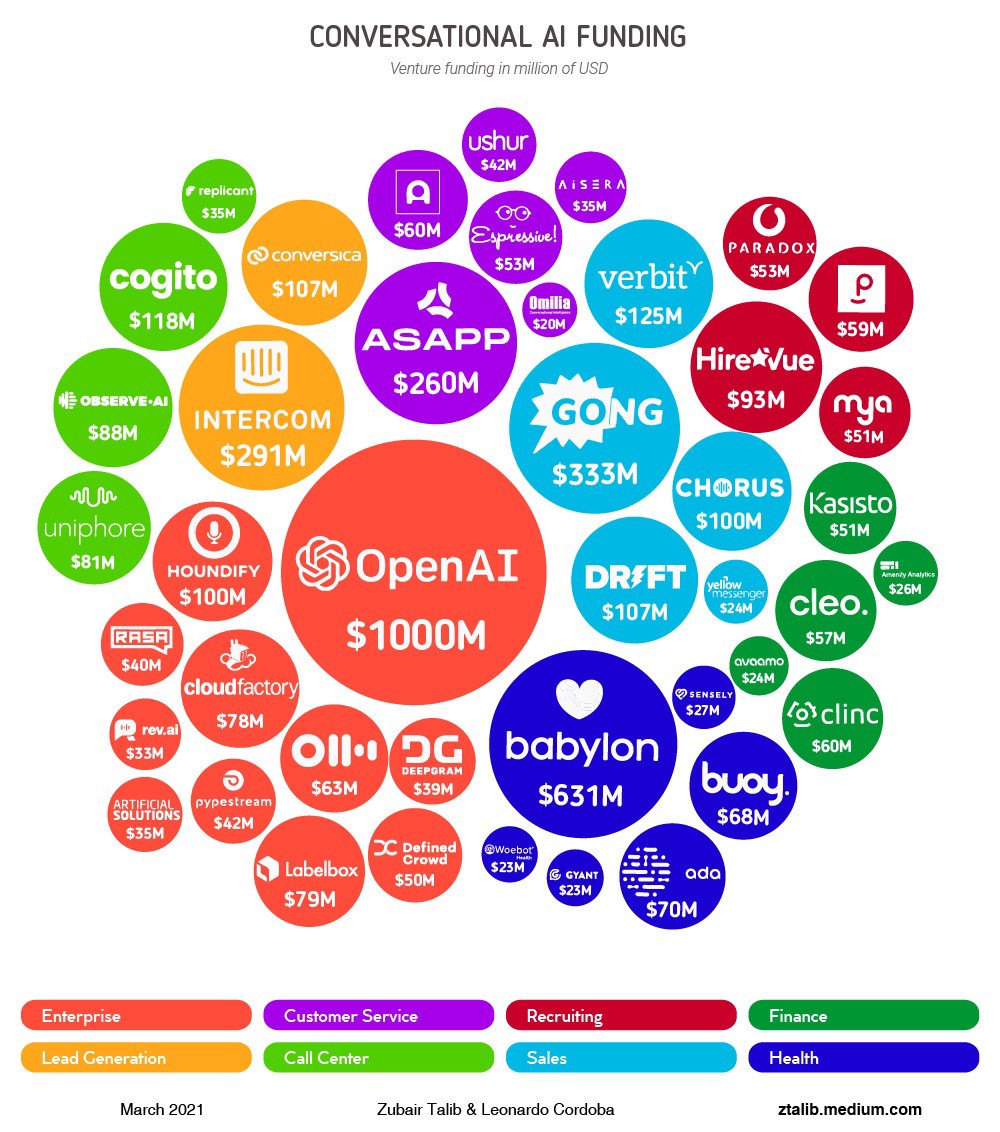 CONVERSATIONAL AI FUNDING
Venture funding in million of USD
ushur
$42M
replicant
$35M
A
$60M
AiSERA
$35M
Espressive!
$53M
PARADOX
$53M
cogito
$118M
conversica
$107M
verbit
$125M
p
$59M
Omilia
Conversational Intelligence
$20M
ASAPP
$260M
HireVue
$93M
INTERCOM
$291M
GONG
$333M
mya
$51M
OBSERVE.AI
$88M
CHORUS
$100M
Kasisto
$51M
uniphore
$81M
HOUNDIFY
$100M
OpenAI
$1000M
DRIFT
$107M
yellow
messenger
$24M
Amenity Analytics
$26M
cleo.
$57M
RASA
$40M
cloudfactory
$78M
avaamo
$24M
SENSELY
$27M
clinc
$60M
rev.ai
$33M
babylon
$631M
DG
DEEPGRAM
$39M
$63M
buoy.
$68M
ARTIFICIAL
SOLUTIONS
$35M
pypestream
$42M
Labelbox
$79M
Defined
Crowd
$50M
Woebot
Health
$23M
GYANT
$23M
ada
$70M
Enterprise
Customer Service
Recruiting
Finance
Lead Generation
Call Center
Sales
Health
March 2021
Zubair Talib & Leonardo Cordoba
ztalib.medium.com